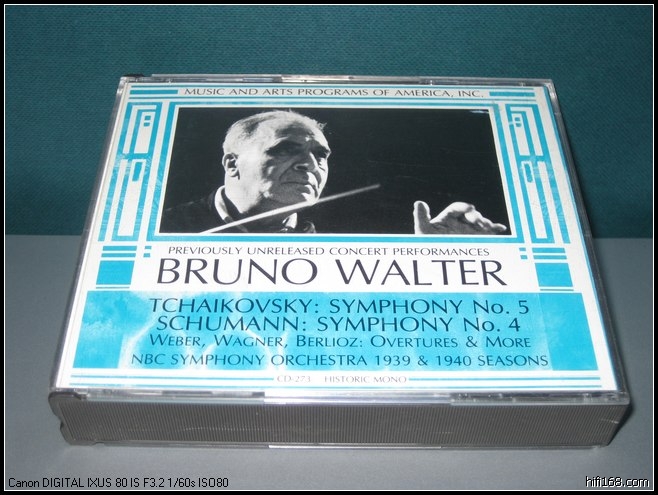 MUSIC AND ARTS PROGRAMS OF AMERICA, INC.
PREVIOUSLY UNRELEASED CONCERT PERFORMANCES
BRUNO WALTER
TCHAIKOVSKY: SYMPHONY No. 5
SCHUMANN: SYMPHONY No. 4
WEBER, WAGNER, BERLIOZ: OVERTURES & MORE
NBC SYMPHONY ORCHESTRA 1939 & 1940 SEASONS
CD 273 HISTORIC MONO
Canon DIGITAL IXUS 80 IS F3.2 1/60s ISO80
hifi168.com